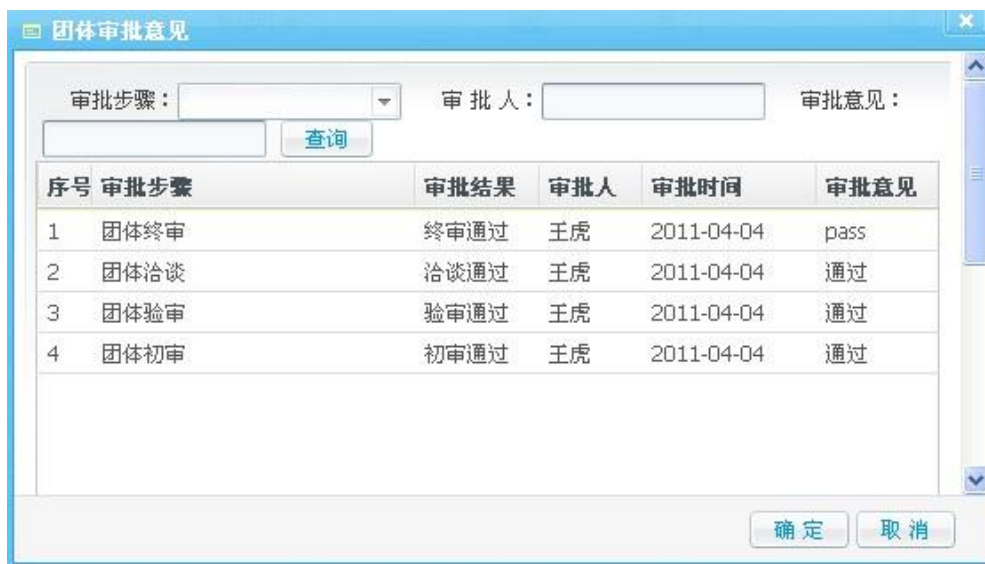 团体审批意见
审批步骤： 审 批 人： 审批意见：
查询
序号 审批步骤 审批结果 审批人 审批时间 审批意见
1 团体终审 终审通过 王虎 2011-04-04 pass
2 团体洽谈 洽谈通过 王虎 2011-04-04 通过
3 团体验审 验审通过 王虎 2011-04-04 通过
4 团体初审 初审通过 王虎 2011-04-04 通过
确 定 取 消